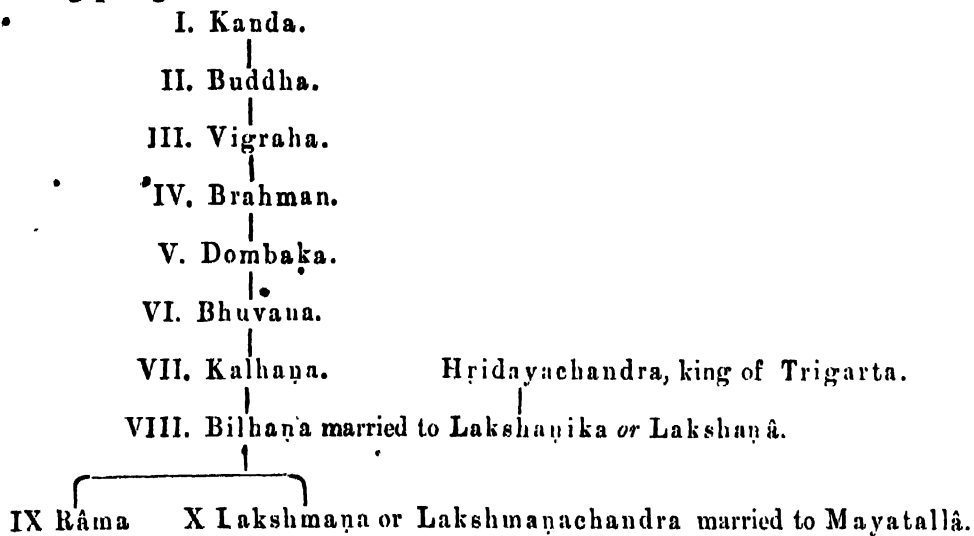 I. Kanda.
II. Buddha.
III. Vigraha.
IV. Brahman.
V. Dombaka.
VI. Bhuvana.
VII. Kalhaṇa. Hṛidayachandra, king of Trigarta.
VIII. Bilhaṇa married to Lakshaṇika or Lakshaṇâ.
IX Râma X Lakshmaṇa or Lakshmaṇachandra married to Mayatallâ.